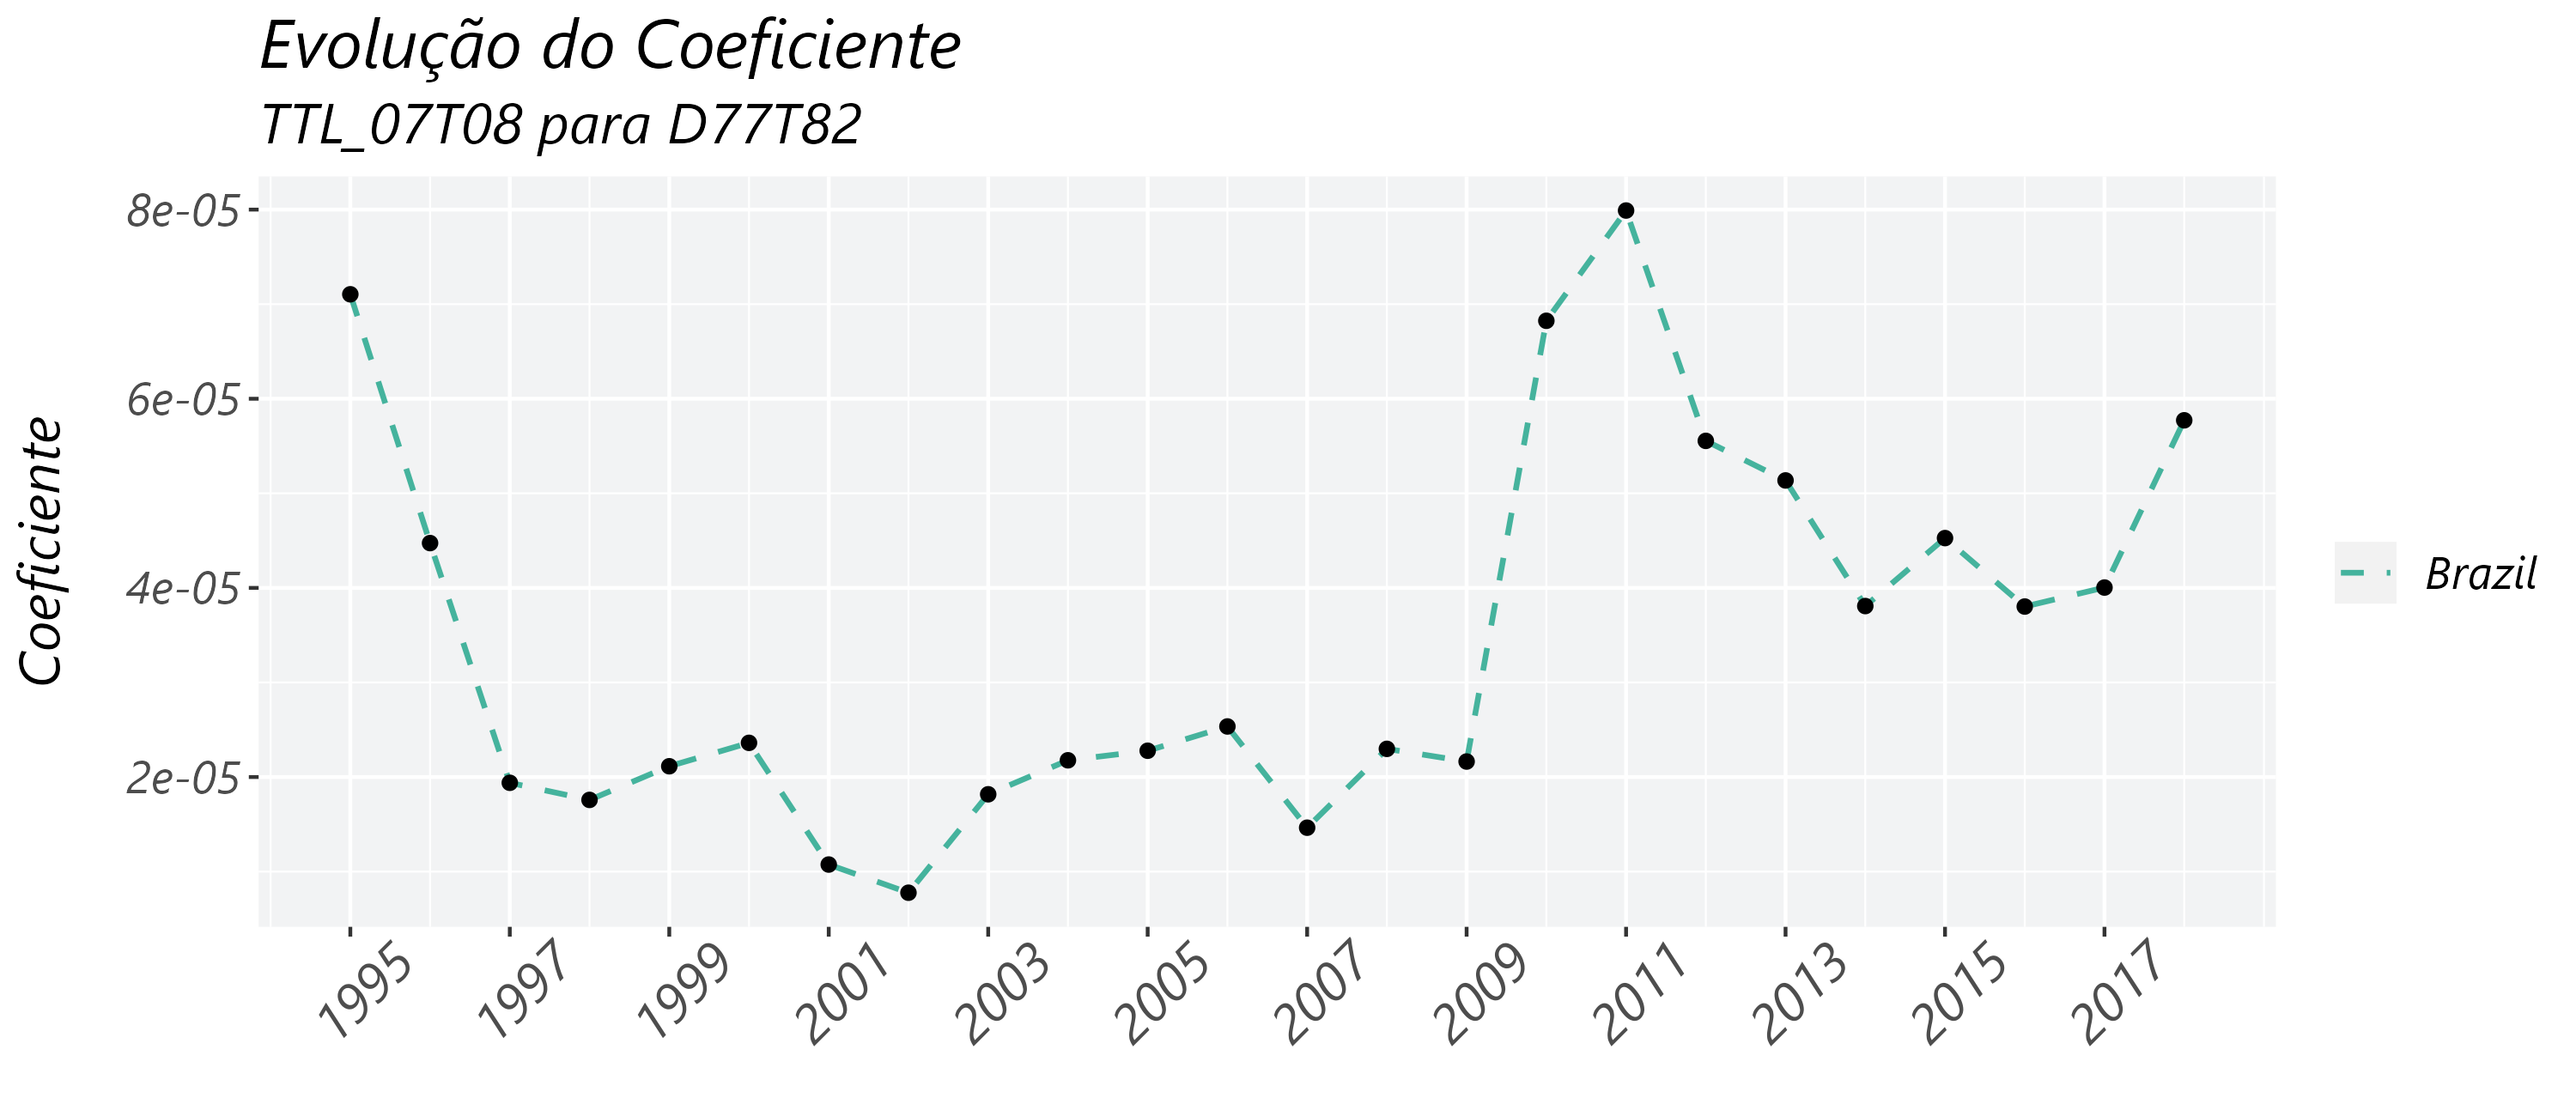 Evolução do Coeficiente
TTL_07T08 para D77T82
Coeficiente
8e-05
6e-05
4e-05
2e-05
1995
1997
1999
2001
2003
2005
2007
2009
2011
2013
2015
2017
Brazil